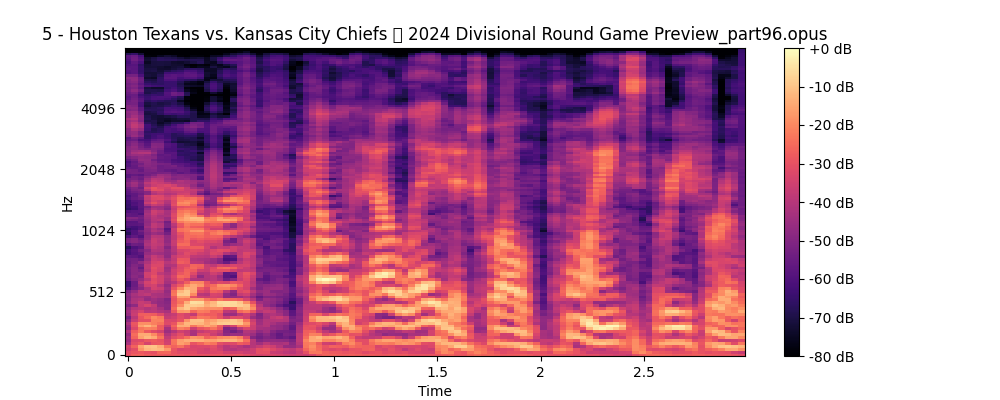 5 - Houston Texans vs. Kansas City Chiefs ｜ 2024 Divisional Round Game Preview_part96.opus
+0 dB
-10 dB
-20 dB
-30 dB
-40 dB
-50 dB
-60 dB
-70 dB
-80 dB
4096
2048
1024
512
0
Hz
0
0.5
1
1.5
2
2.5
Time